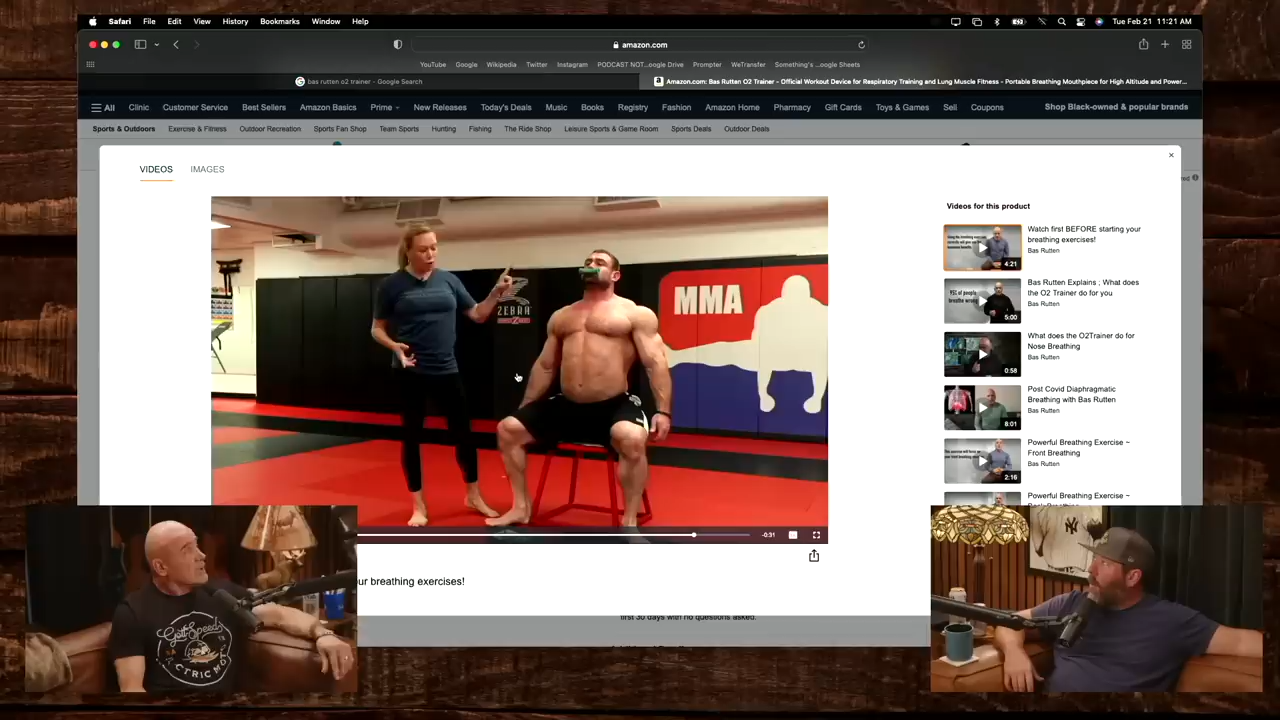 Safari File Edit View History Bookmarks Window Help
Tue Feb 21 11:21 AM
amazon.com
YouTube Google Wikipedia Twitter Instagram PODCAST NOT...oogle Drive Prompter WeTransfer Something's ...oogle Sheets
bas rutten o2 trainer - Google Search
Amazon.com: Bas Rutten O2 Trainer - Official Workout Device for Respiratory Training and Lung Muscle Fitness - Portable Breathing Mouthpiece for High Altitude and Power...
All Clinic Customer Service Best Sellers Amazon Basics Prime New Releases Today's Deals Music Books Registry Fashion Amazon Home Pharmacy Gift Cards Toys & Games Sell Coupons
Shop Black-owned & popular brands
Sports & Outdoors Exercise & Fitness Outdoor Recreation Sports Fan Shop Team Sports Hunting Fishing The Ride Shop Leisure Sports & Game Room Sports Deals Outdoor Deals
VIDEOS IMAGES
ZEBRA
MMA
-0:31
Videos for this product
4:21
Watch first BEFORE starting your
breathing exercises!
Bas Rutten
5:00
Bas Rutten Explains ; What does
the O2 Trainer do for you
Bas Rutten
0:58
What does the O2Trainer do for
Nose Breathing
Bas Rutten
8:01
Post Covid Diaphragmatic
Breathing with Bas Rutten
Bas Rutten
2:16
Powerful Breathing Exercise ~
Front Breathing
Bas Rutten
Powerful Breathing Exercise ~
ur breathing exercises!
first 30 days with no questions asked.